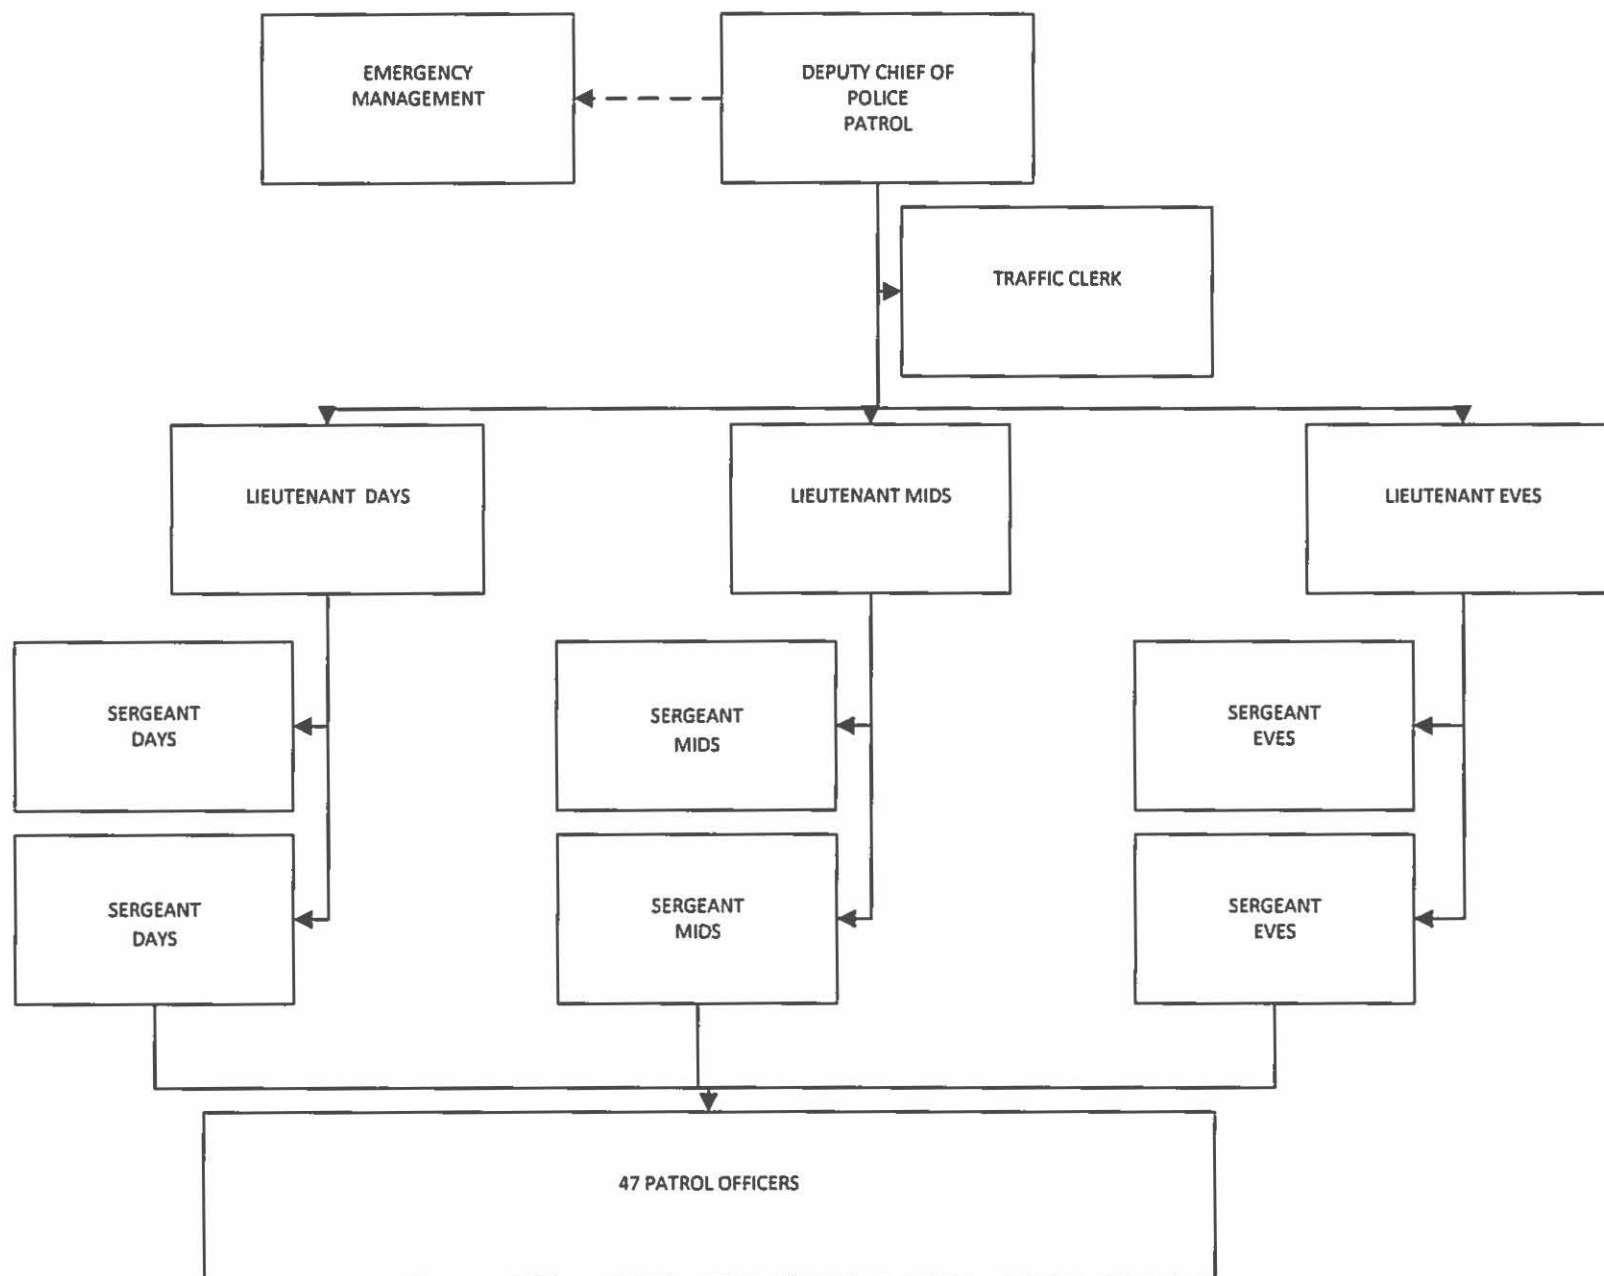 EMERGENCY
MANAGEMENT
DEPUTY CHIEF OF
POLICE
PATROL
TRAFFIC CLERK
LIEUTENANT DAYS
LIEUTENANT MIDS
LIEUTENANT EVES
SERGEANT
DAYS
SERGEANT
MIDS
SERGEANT
EVES
SERGEANT
DAYS
SERGEANT
MIDS
SERGEANT
EVES
47 PATROL OFFICERS